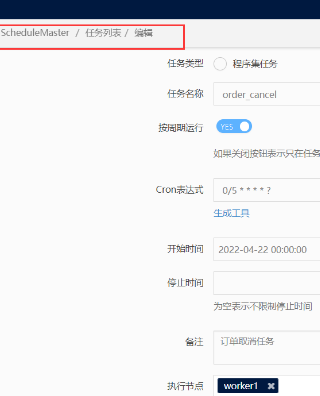 ScheduleMaster / 任务列表 / 编辑
任务类型 程序集任务
任务名称 order_cancel
按周期运行 YES
如果关闭按钮表示只在任务
Cron表达式 0/5 * * * * ?
生成工具
开始时间 2022-04-22 00:00:00
停止时间
为空表示不限制停止时间
备注 订单取消任务
执行节点 worker1 ×